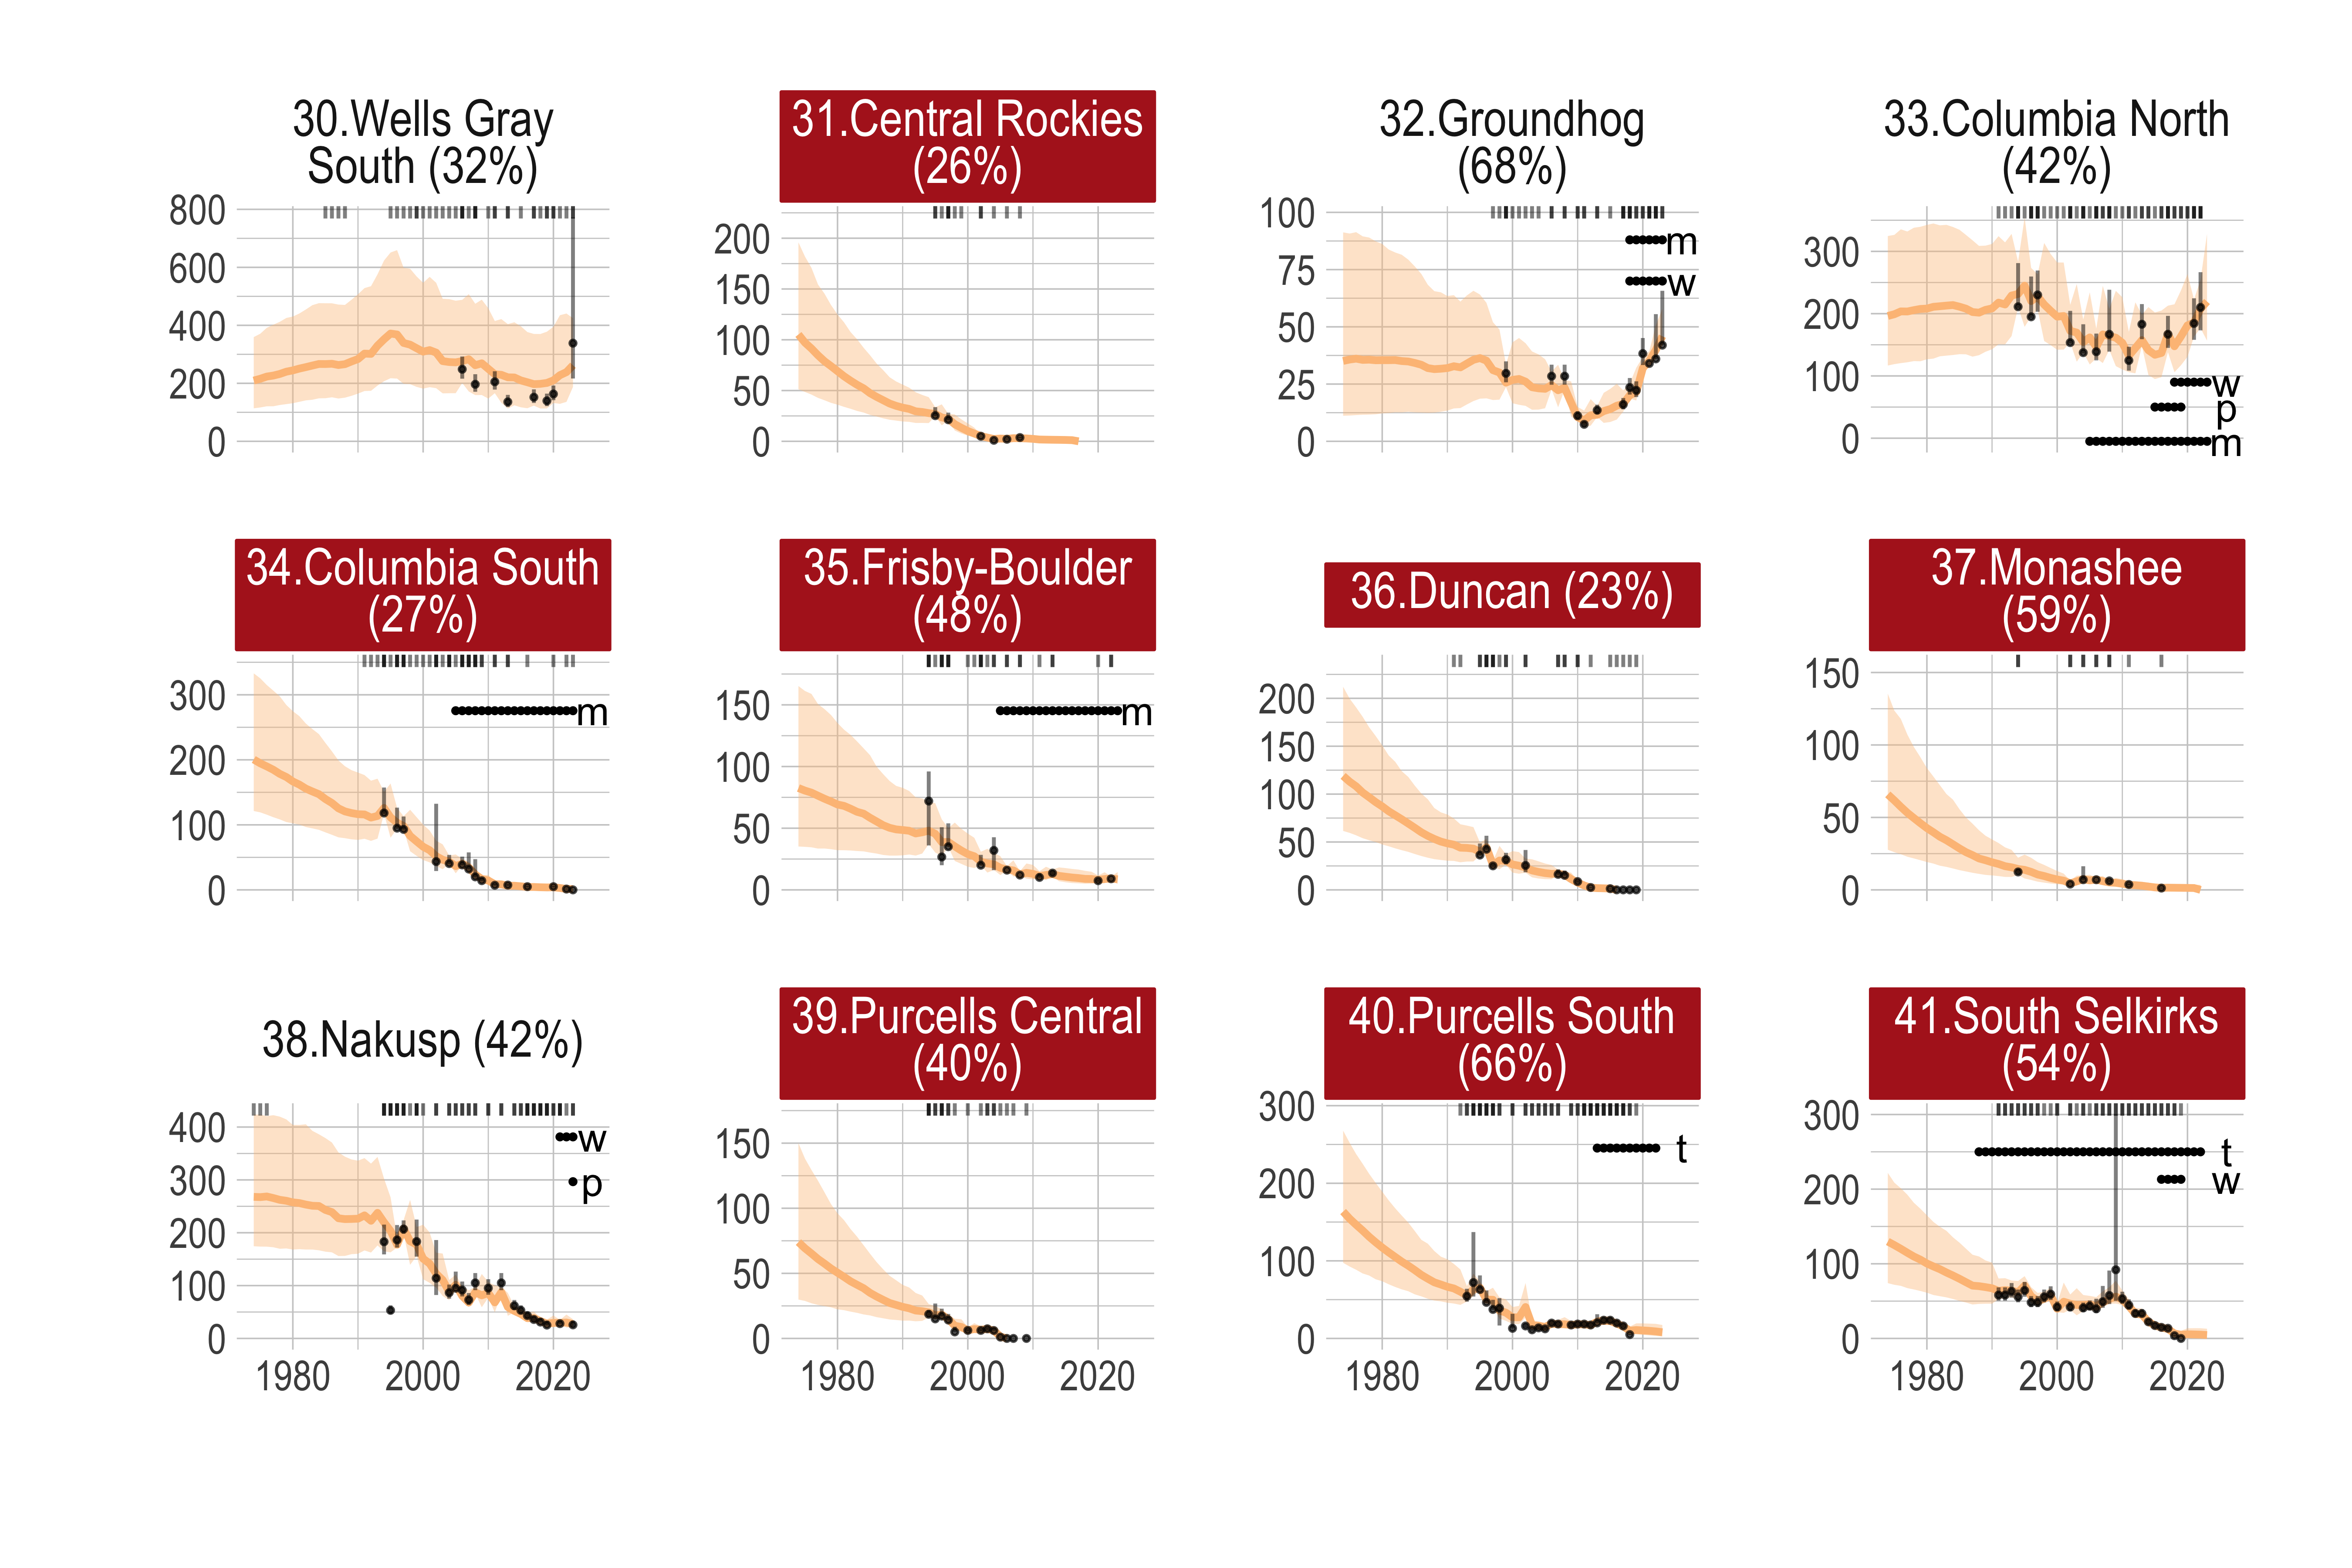 30.Wells Gray
South (32%)
31.Central Rockies
(26%)
32.Groundhog
(68%)
33.Columbia North
(42%)
800
600
400
200
0
200
150
100
50
0
100
75
50
25
0
m
w
300
200
100
0
w
p
m
34.Columbia South
(27%)
35.Frisby-Boulder
(48%)
36.Duncan (23%)
37.Monashee
(59%)
300
200
100
0
m
150
100
50
0
m
200
150
100
50
0
150
100
50
0
38.Nakusp (42%)
39.Purcells Central
(40%)
40.Purcells South
(66%)
41.South Selkirks
(54%)
400
300
200
100
0
w
p
150
100
50
0
300
200
100
0
t
300
200
100
0
t
w
1980 2000 2020
1980 2000 2020
1980 2000 2020
1980 2000 2020